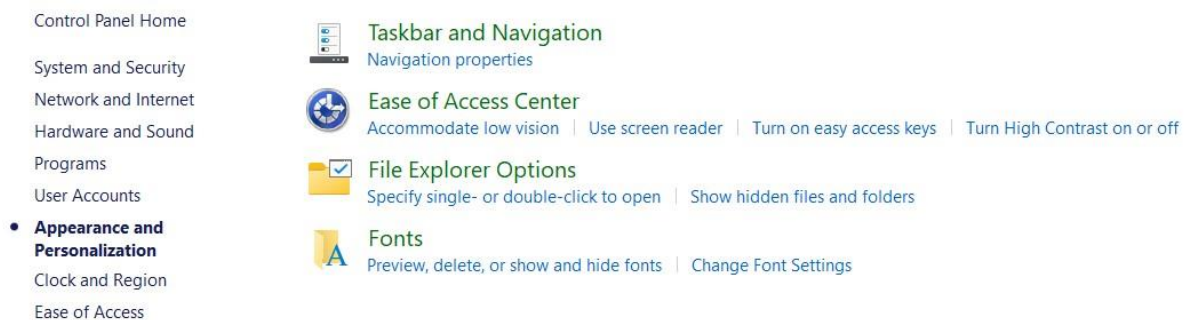 Control Panel Home
System and Security
Network and Internet
Hardware and Sound
Programs
User Accounts
Appearance and
Personalization
Clock and Region
Ease of Access
Taskbar and Navigation
Navigation properties
Ease of Access Center
Accommodate low vision | Use screen reader | Turn on easy access keys | Turn High Contrast on or off
File Explorer Options
Specify single- or double-click to open | Show hidden files and folders
Fonts
Preview, delete, or show and hide fonts | Change Font Settings